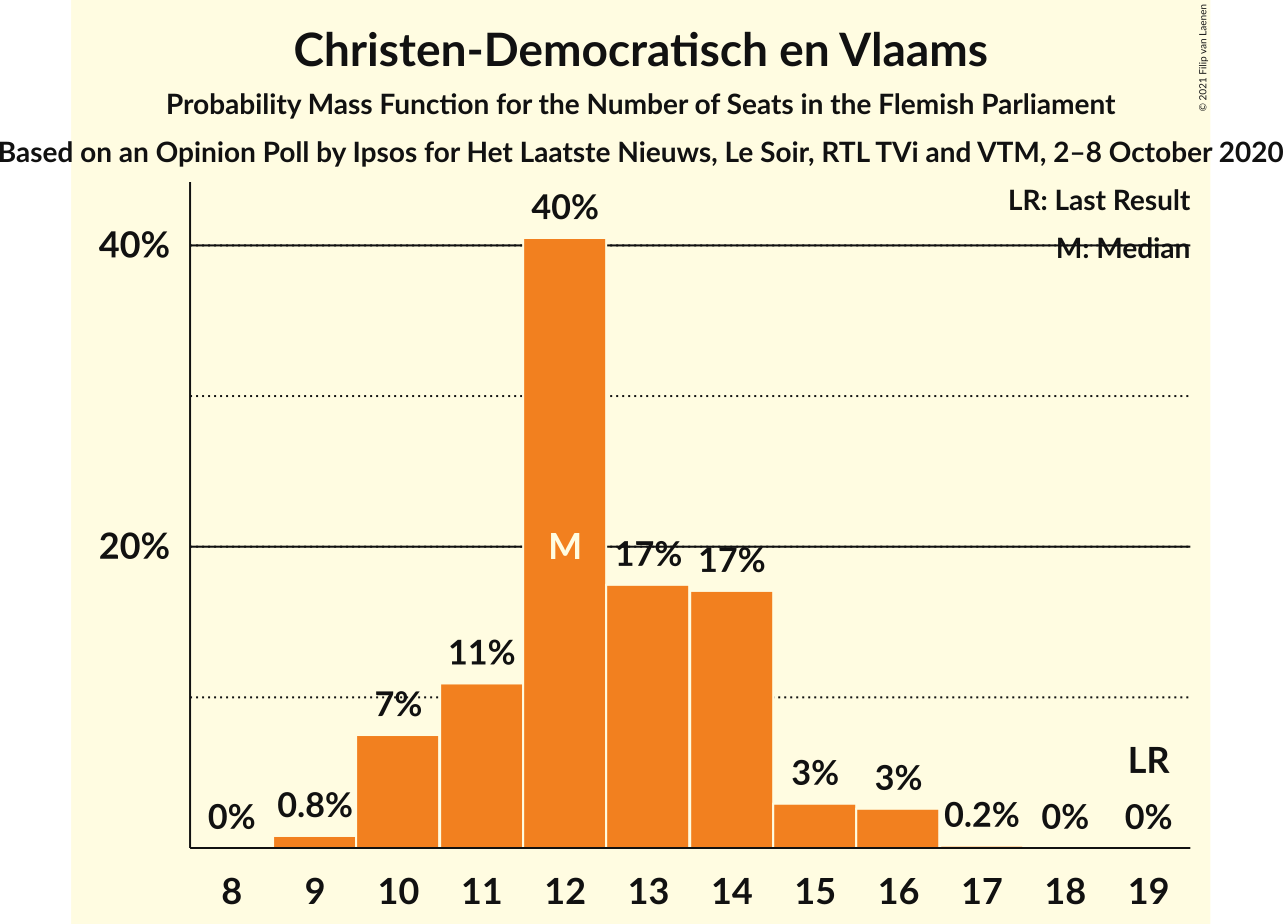 Christen-Democratisch en Vlaams
Probability Mass Function for the Number of Seats in the Flemish Parliament
Based on an Opinion Poll by Ipsos for Het Laatste Nieuws, Le Soir, RTL TVi and VTM, 2–8 October 2020
© 2021 Filip van Laenen
LR: Last Result
M: Median
40%
20%
0%
0.8%
7%
11%
40%
M
17%
17%
3%
3%
0.2%
0%
LR
0%
8 9 10 11 12 13 14 15 16 17 18 19